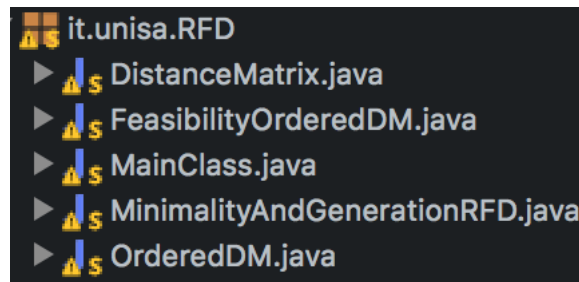 it.unisa.RFD
DistanceMatrix.java
FeasibilityOrderedDM.java
MainClass.java
MinimalityAndGenerationRFD.java
OrderedDM.java